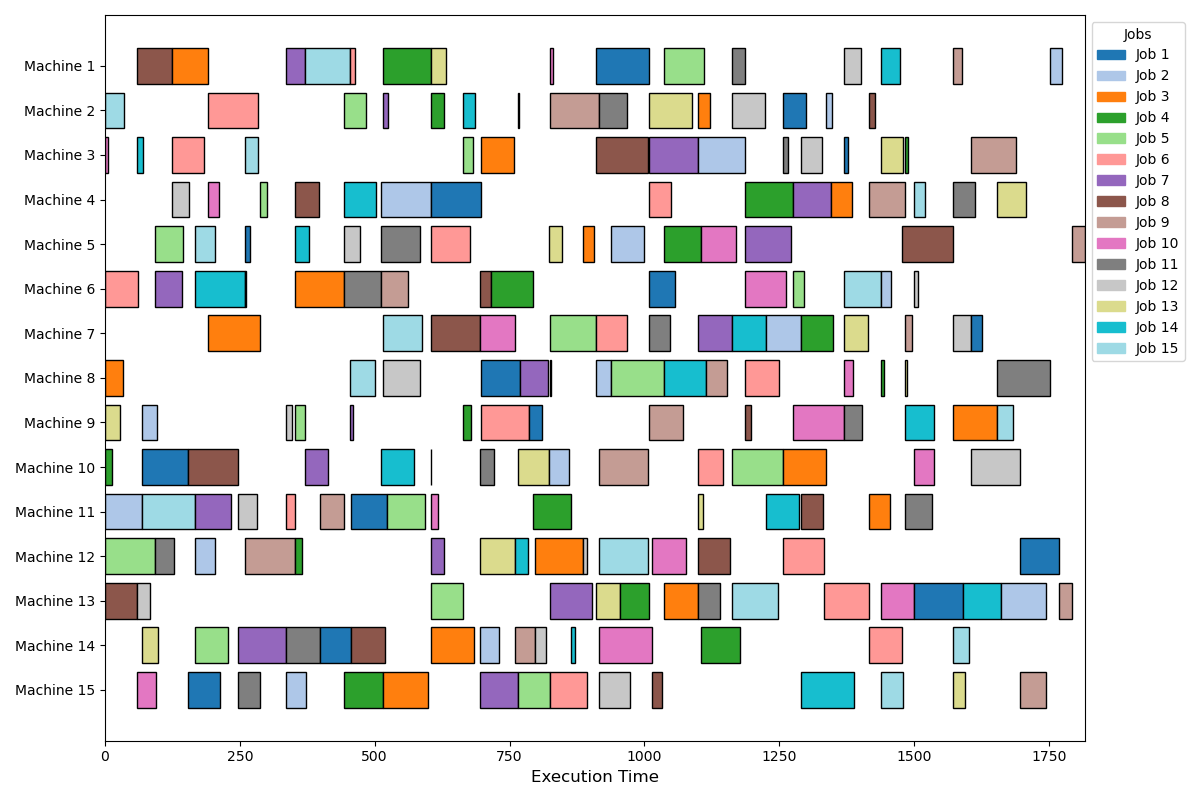 Machine 1
Machine 2
Machine 3
Machine 4
Machine 5
Machine 6
Machine 7
Machine 8
Machine 9
Machine 10
Machine 11
Machine 12
Machine 13
Machine 14
Machine 15
0 250 500 750 1000 1250 1500 1750
Execution Time
Jobs
Job 1
Job 2
Job 3
Job 4
Job 5
Job 6
Job 7
Job 8
Job 9
Job 10
Job 11
Job 12
Job 13
Job 14
Job 15